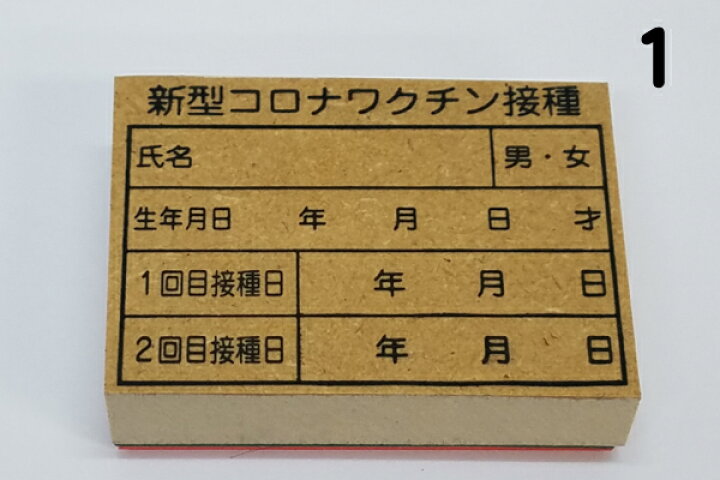 1
新型コロナワクチン接種
氏名 男・女
生年月日 年 月 日 才
1回目接種日 年 月 日
2回目接種日 年 月 日